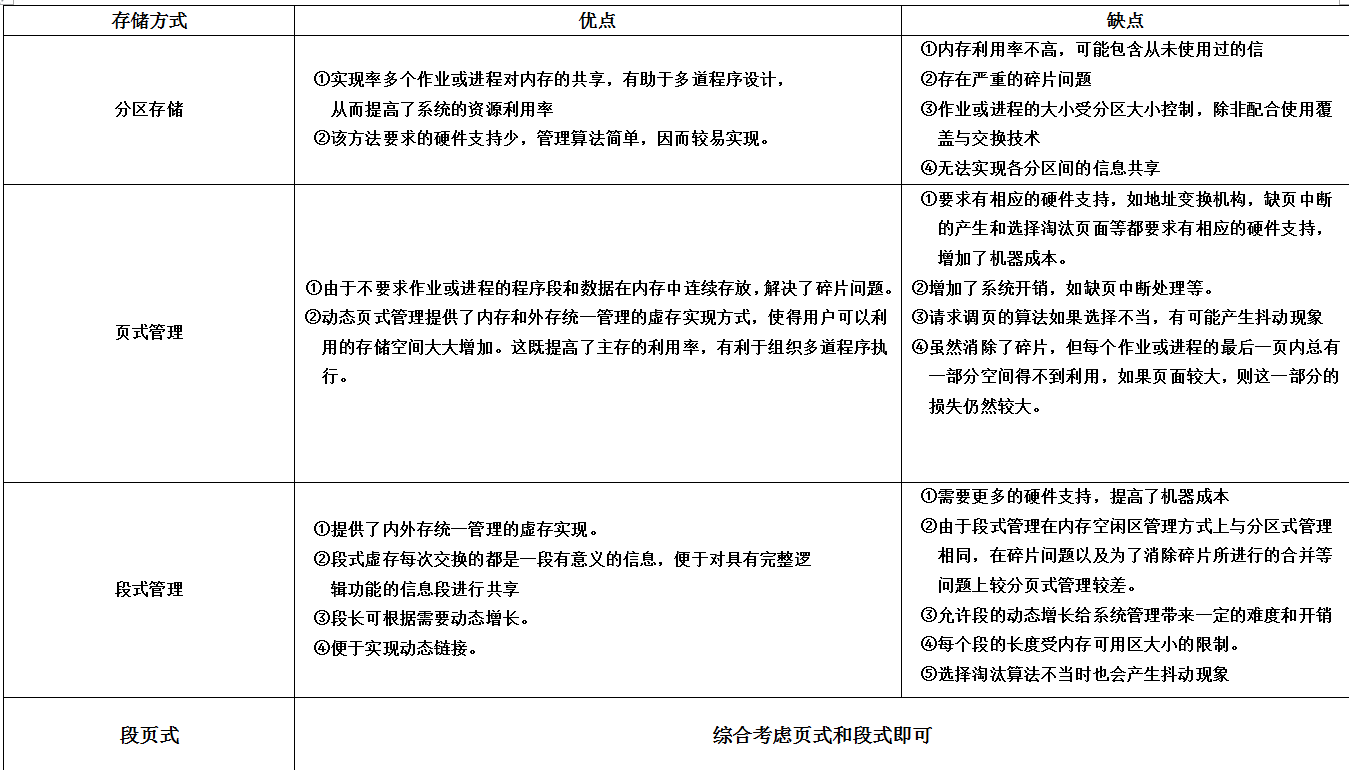 存储方式 优点 缺点
分区存储
①实现率多个作业或进程对内存的共享，有助于多道程序设计，
从而提高了系统的资源利用率
②该方法要求的硬件支持少，管理算法简单，因而较易实现。
①内存利用率不高，可能包含从未使用过的信
②存在严重的碎片问题
③作业或进程的大小受分区大小控制，除非配合使用覆
盖与交换技术
④无法实现各分区间的信息共享
页式管理
①由于不要求作业或进程的程序段和数据在内存中连续存放，解决了碎片问题。
②动态页式管理提供了内存和外存统一管理的虚存实现方式，使得用户可以利
用的存储空间大大增加。这既提高了主存的利用率，有利于组织多道程序执
行。
①要求有相应的硬件支持，如地址变换机构，缺页中断
的产生和选择淘汰页面等都要求有相应的硬件支持，
增加了机器成本。
②增加了系统开销，如缺页中断处理等。
③请求调页的算法如果选择不当，有可能产生抖动现象
④虽然消除了碎片，但每个作业或进程的最后一页内总有
一部分空间得不到利用，如果页面较大，则这一部分的
损失仍然较大。
段式管理
①提供了内外存统一管理的虚存实现。
②段式虚存每次交换的都是一段有意义的信息，便于对具有完整逻
辑功能的信息段进行共享
③段长可根据需要动态增长。
④便于实现动态链接。
①需要更多的硬件支持，提高了机器成本
②由于段式管理在内存空闲区管理方式上与分区式管理
相同，在碎片问题以及为了消除碎片所进行的合并等
问题上较分页式管理较差。
③允许段的动态增长给系统管理带来一定的难度和开销
④每个段的长度受内存可用区大小的限制。
⑤选择淘汰算法不当时也会产生抖动现象
段页式 综合考虑页式和段式即可